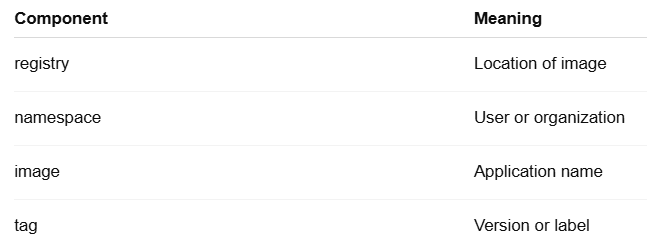 Component Meaning
registry Location of image
namespace User or organization
image Application name
tag Version or label